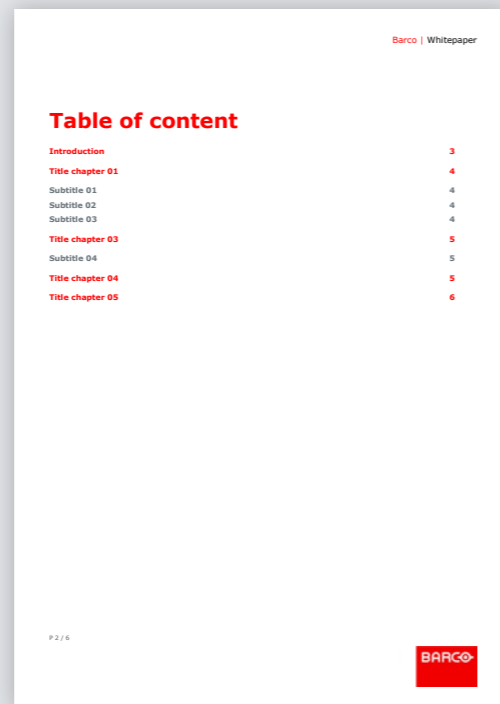 Barco | Whitepaper
Table of content
Introduction 3
Title chapter 01 4
Subtitle 01 4
Subtitle 02 4
Subtitle 03 4
Title chapter 03 5
Subtitle 04 5
Title chapter 04 5
Title chapter 05 6
P 2 / 6
BARCO